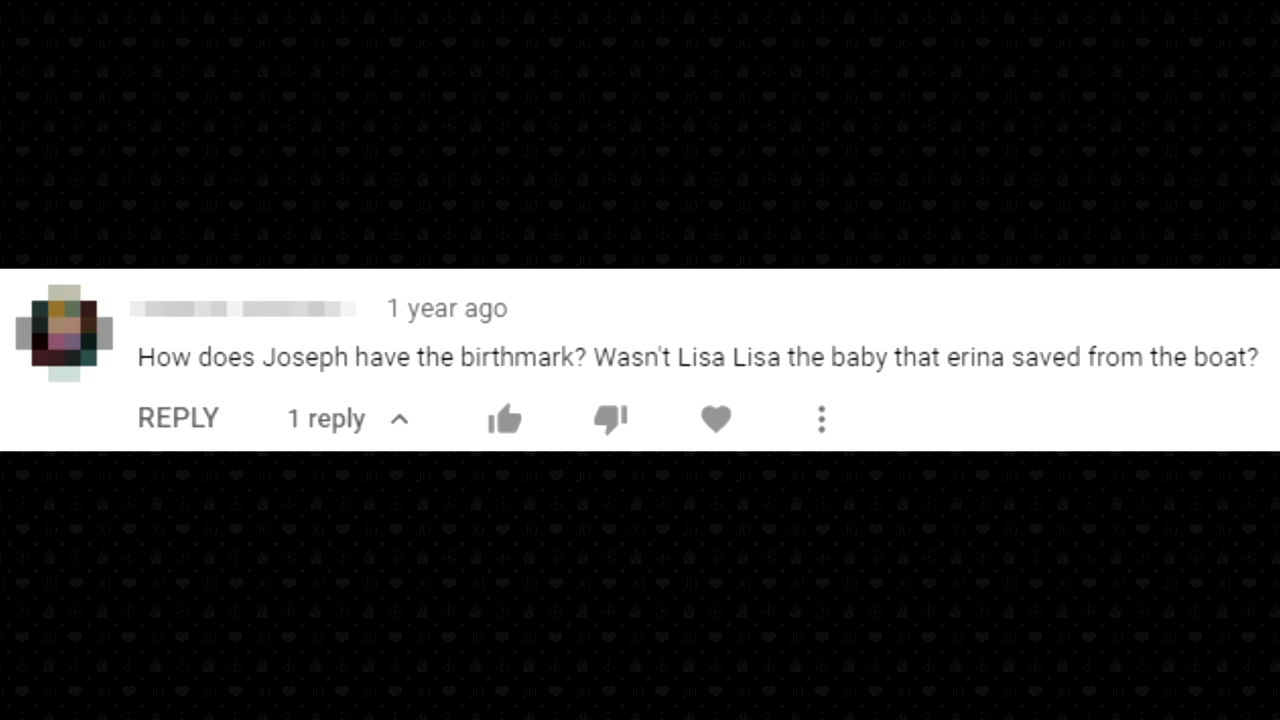 1 year ago
How does Joseph have the birthmark? Wasn't Lisa Lisa the baby that erina saved from the boat?
REPLY 1 reply